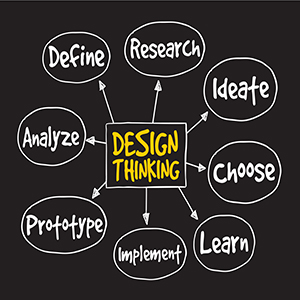 Define
Research
Ideate
Analyze
DESIGN
THINKING
Choose
Prototype
Implement
Learn